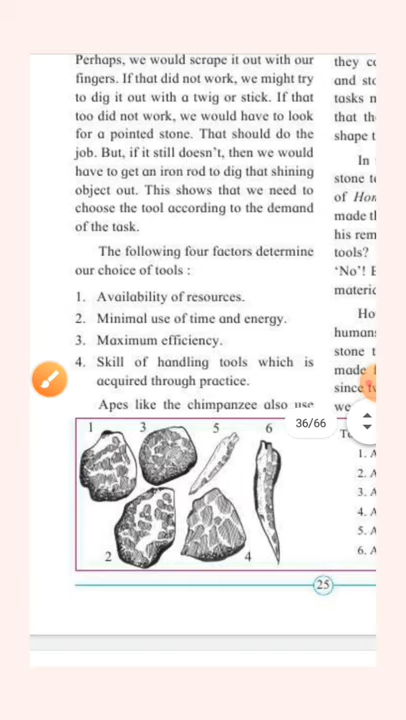 Perhaps, we would scrape it out with our
fingers. If that did not work, we might try
to dig it out with a twig or stick. If that
too did not work, we would have to look
for a pointed stone. That should do the
job. But, if it still doesn't, then we would
have to get an iron rod to dig that shining
object out. This shows that we need to
choose the tool according to the demand
of the task.
The following four factors determine
our choice of tools :
1. Availability of resources.
2. Minimal use of time and energy.
3. Maximum efficiency.
4. Skill of handling tools which is
acquired through practice.
Apes like the chimpanzee also use
1 3 5 6
2 4
25
they
and
tasks
that
shape
In
stone
of
made
his rem
tools?
'No'!
human
stone
made
since
we
1. A
2. A
3. A
4. A
5. A
6. A
36/66